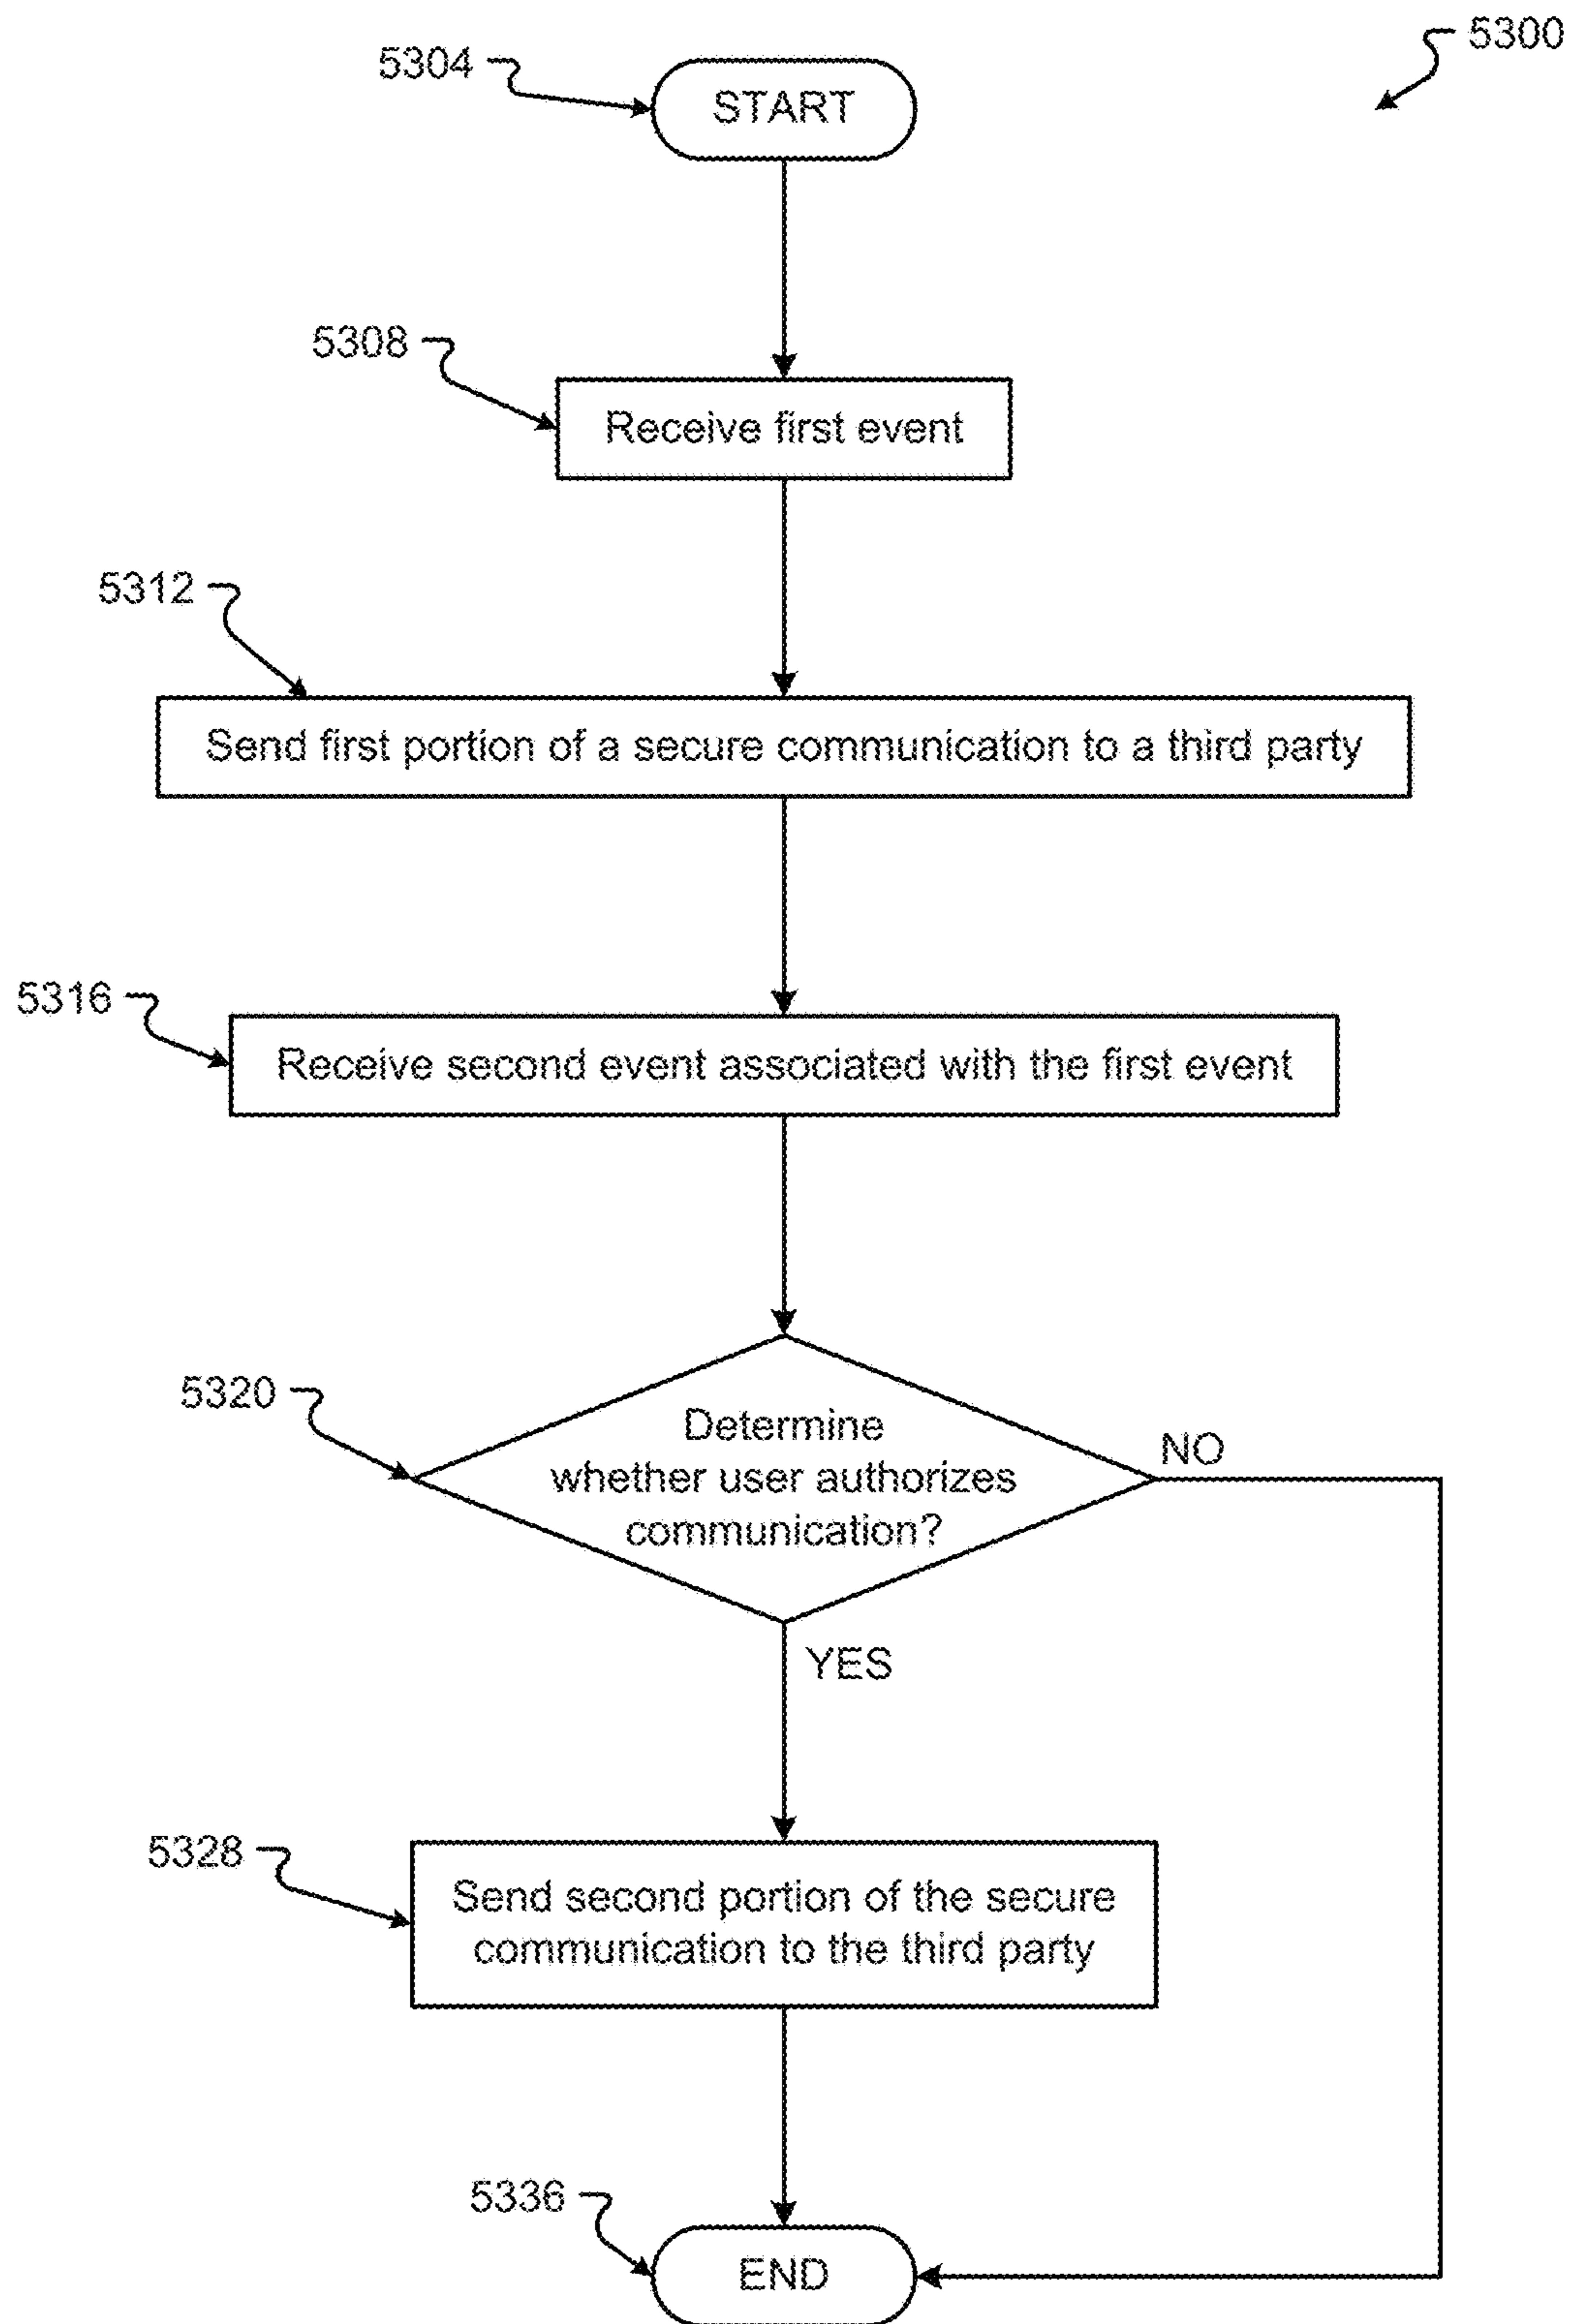 5300
5304
START
5308
Receive first event
5312
Send first portion of a secure communication to a third party
5316
Receive second event associated with the first event
5320
Determine
whether user authorizes
communication?
NO
YES
5328
Send second portion of the secure
communication to the third party
5336
END